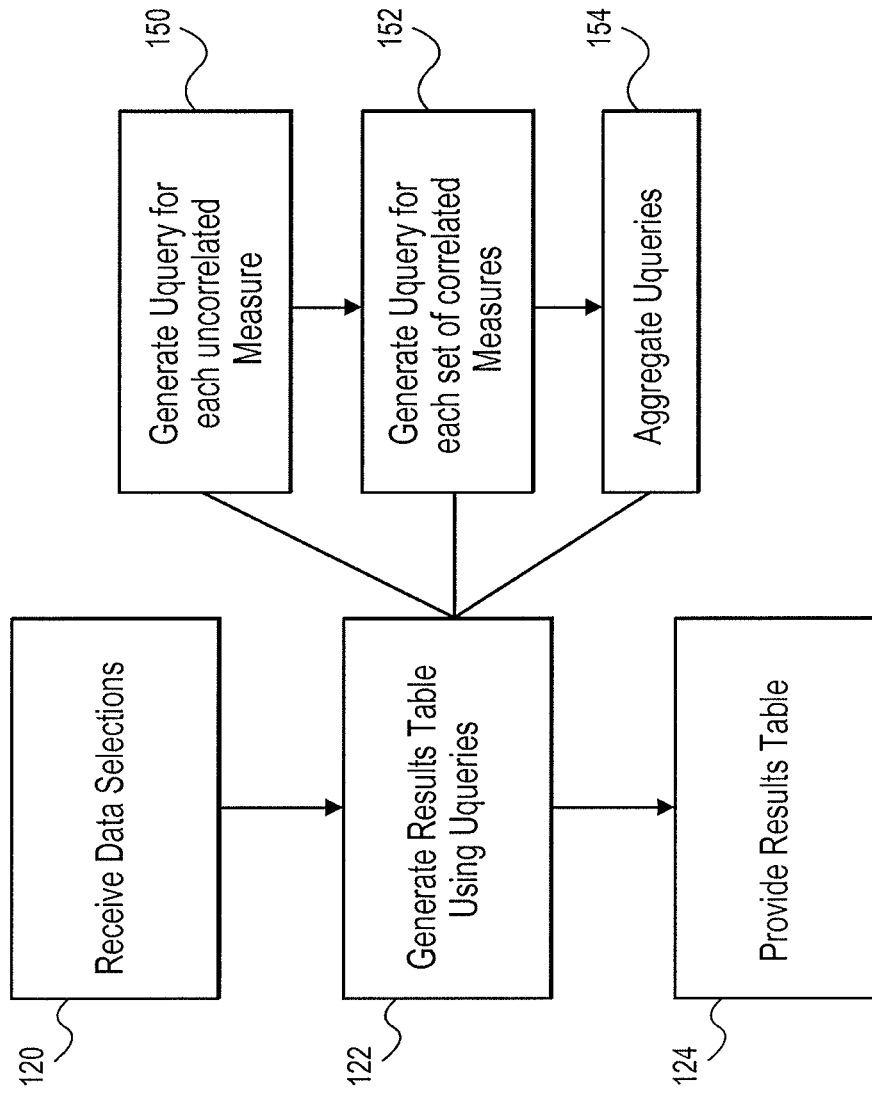 120
Receive Data Selections
122
Generate Results Table
Using Uqueries
124
Provide Results Table
150
Generate Uquery for
each uncorrelated
Measure
152
Generate Uquery for
each set of correlated
Measures
154
Aggregate Uqueries